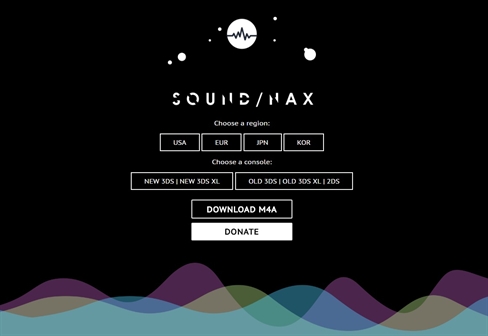 SOUND/HAX
Choose a region:
USA EUR JPN KOR
Choose a console:
NEW 3DS | NEW 3DS XL OLD 3DS | OLD 3DS XL | 2DS
DOWNLOAD M4A
DONATE